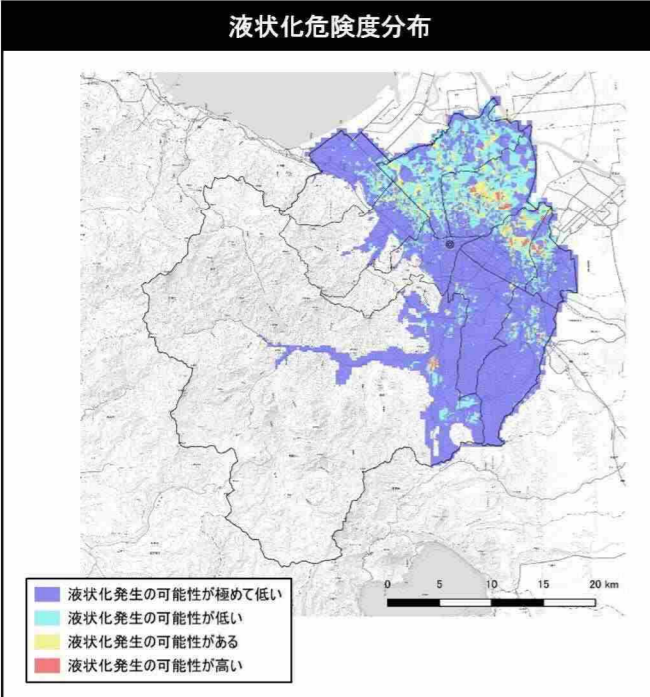 液状化危険度分布
0 5 10 15 20 km
液状化発生の可能性が極めて低い
液状化発生の可能性が低い
液状化発生の可能性がある
液状化発生の可能性が高い